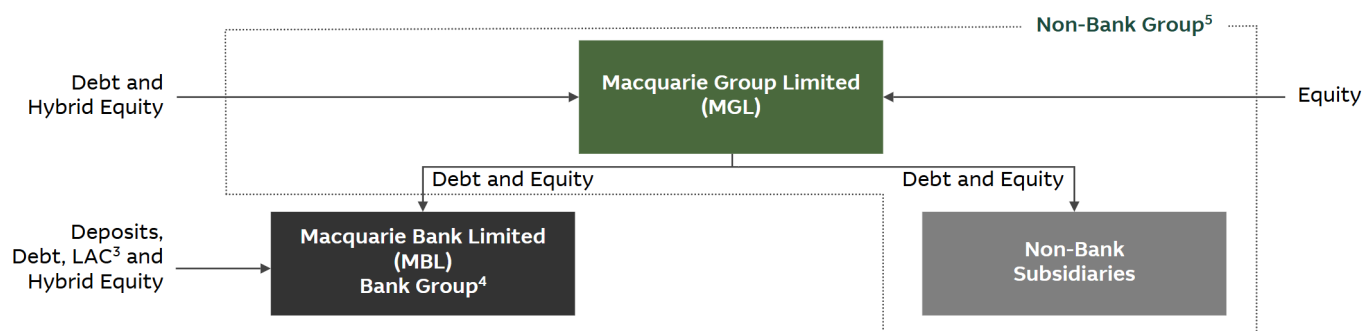 Non-Bank Group⁵
Debt and
Hybrid Equity
Macquarie Group Limited
(MGL)
Equity
Debt and Equity
Debt and Equity
Deposits,
Debt, LAC³ and
Hybrid Equity
Macquarie Bank Limited
(MBL)
Bank Group⁴
Non-Bank
Subsidiaries